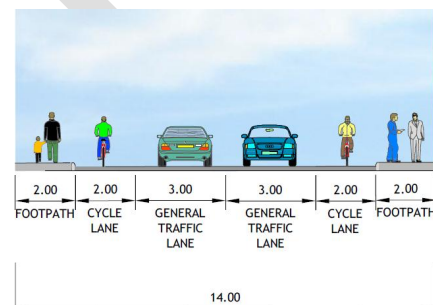 2.00 2.00 3.00 3.00 2.00 2.00
FOOTPATH CYCLE LANE GENERAL TRAFFIC LANE GENERAL TRAFFIC LANE CYCLE LANE FOOTPATH
14.00